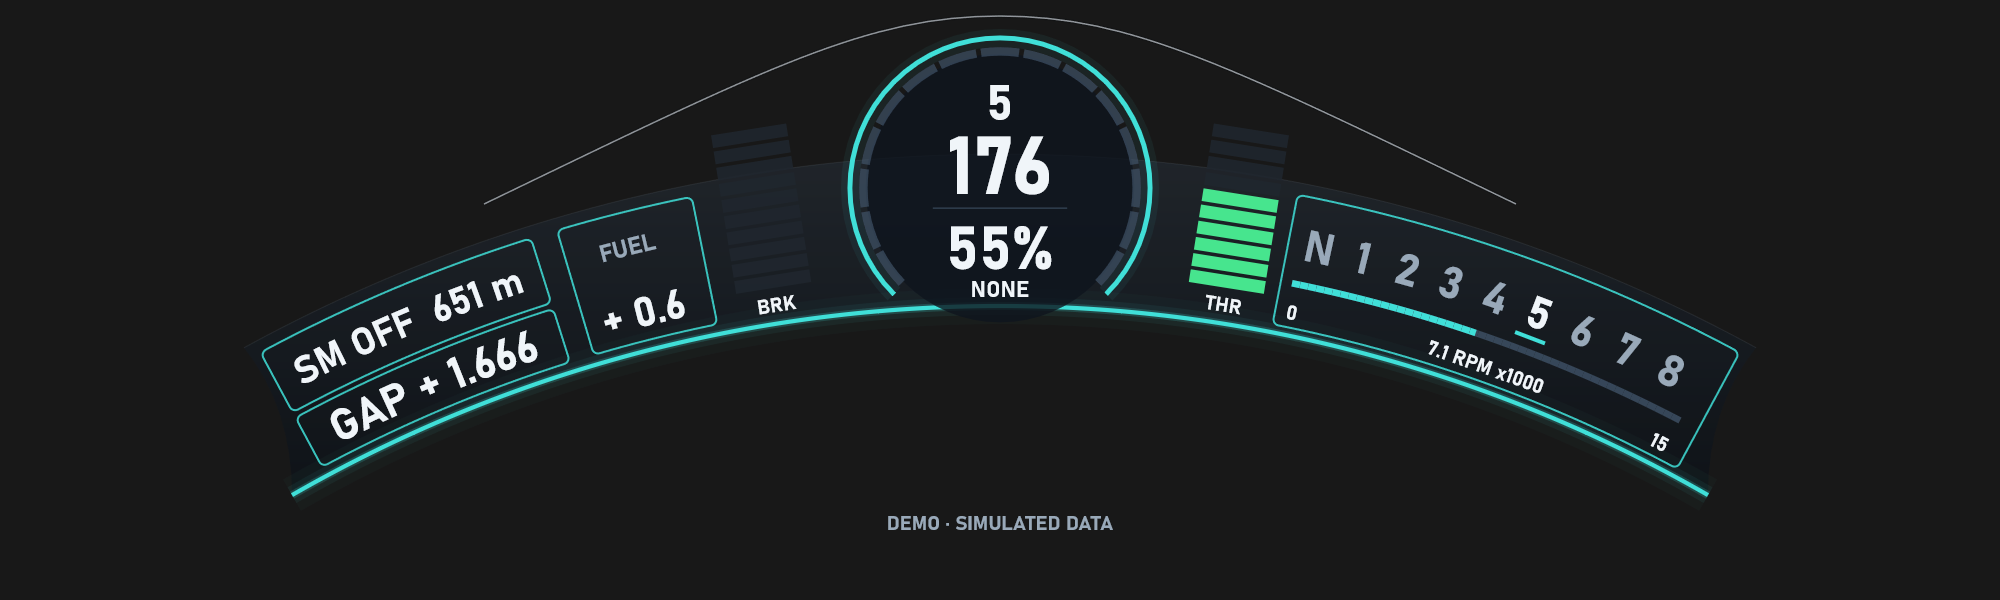 SM OFF 651 m
GAP + 1.666
FUEL
+ 0.6
BRK
5
176
55%
NONE
THR
N 1 2 3 4 5 6 7 8
0
7.1 RPM x1000
15
DEMO · SIMULATED DATA